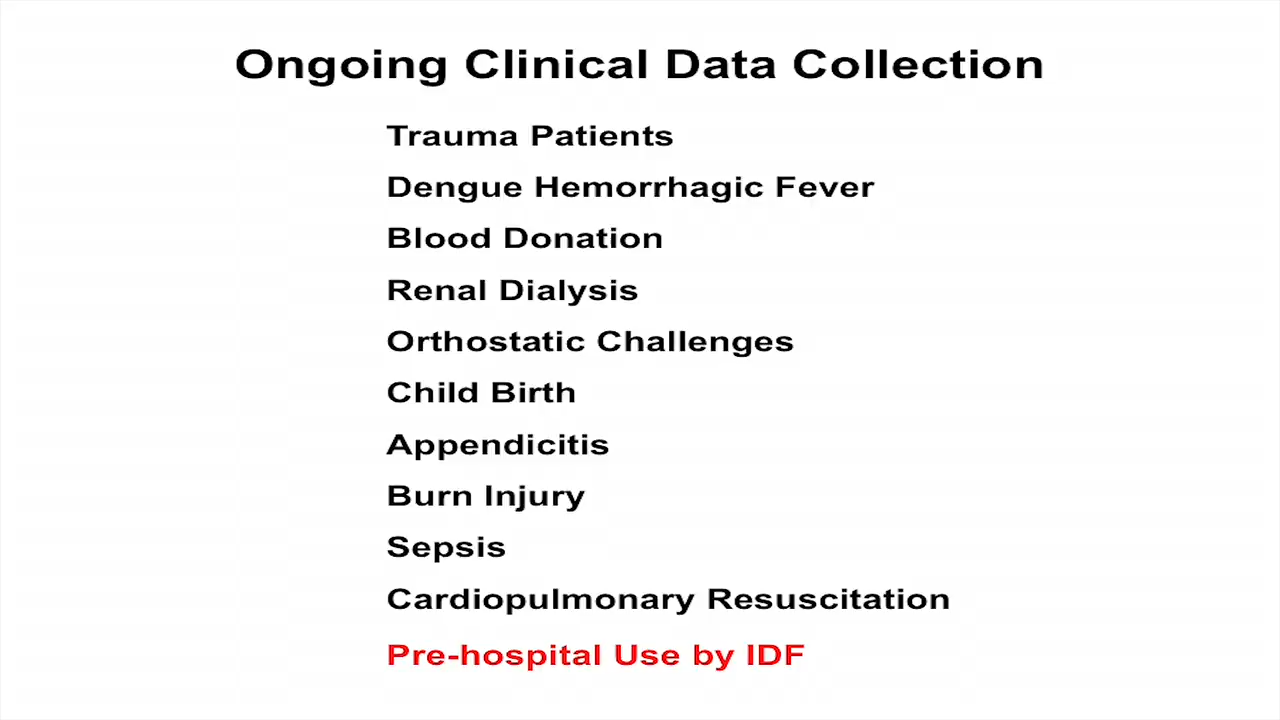 Ongoing Clinical Data Collection
Trauma Patients
Dengue Hemorrhagic Fever
Blood Donation
Renal Dialysis
Orthostatic Challenges
Child Birth
Appendicitis
Burn Injury
Sepsis
Cardiopulmonary Resuscitation
Pre-hospital Use by IDF